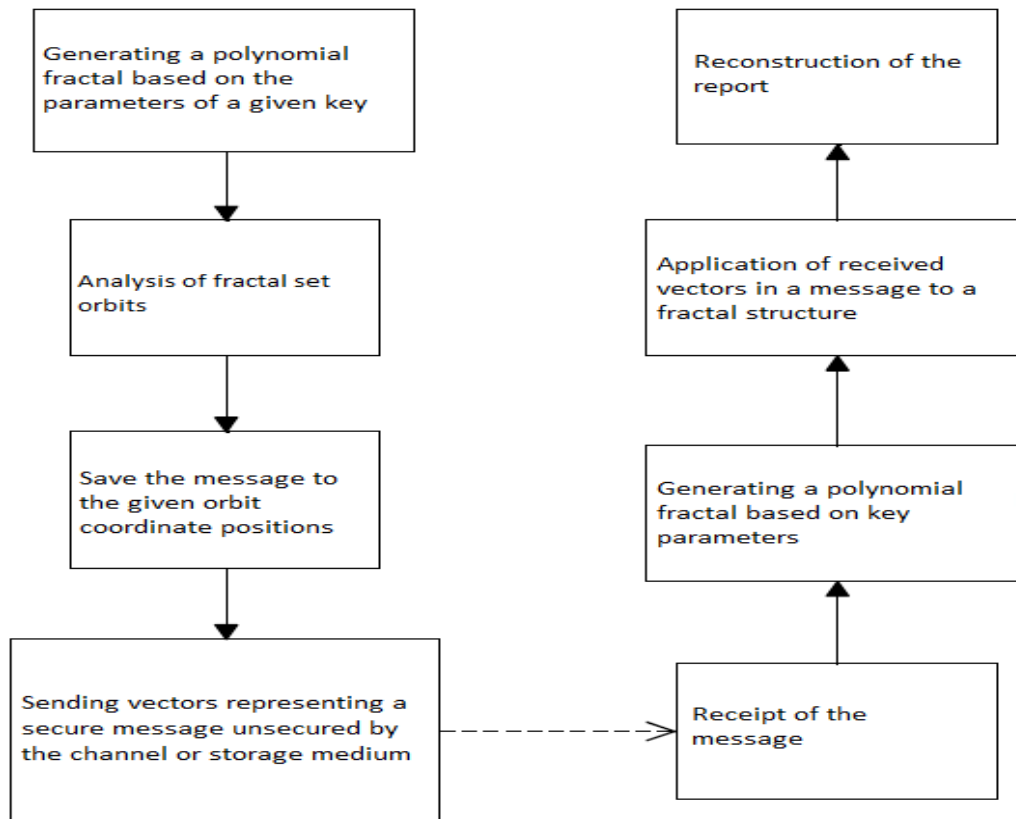 Generating a polynomial
fractal based on the
parameters of a given key
Analysis of fractal set
orbits
Save the message to
the given orbit
coordinate positions
Sending vectors representing a
secure message unsecured by
the channel or storage medium
Receipt of the
message
Generating a polynomial
fractal based on key
parameters
Application of received
vectors in a message to a
fractal structure
Reconstruction of the
report